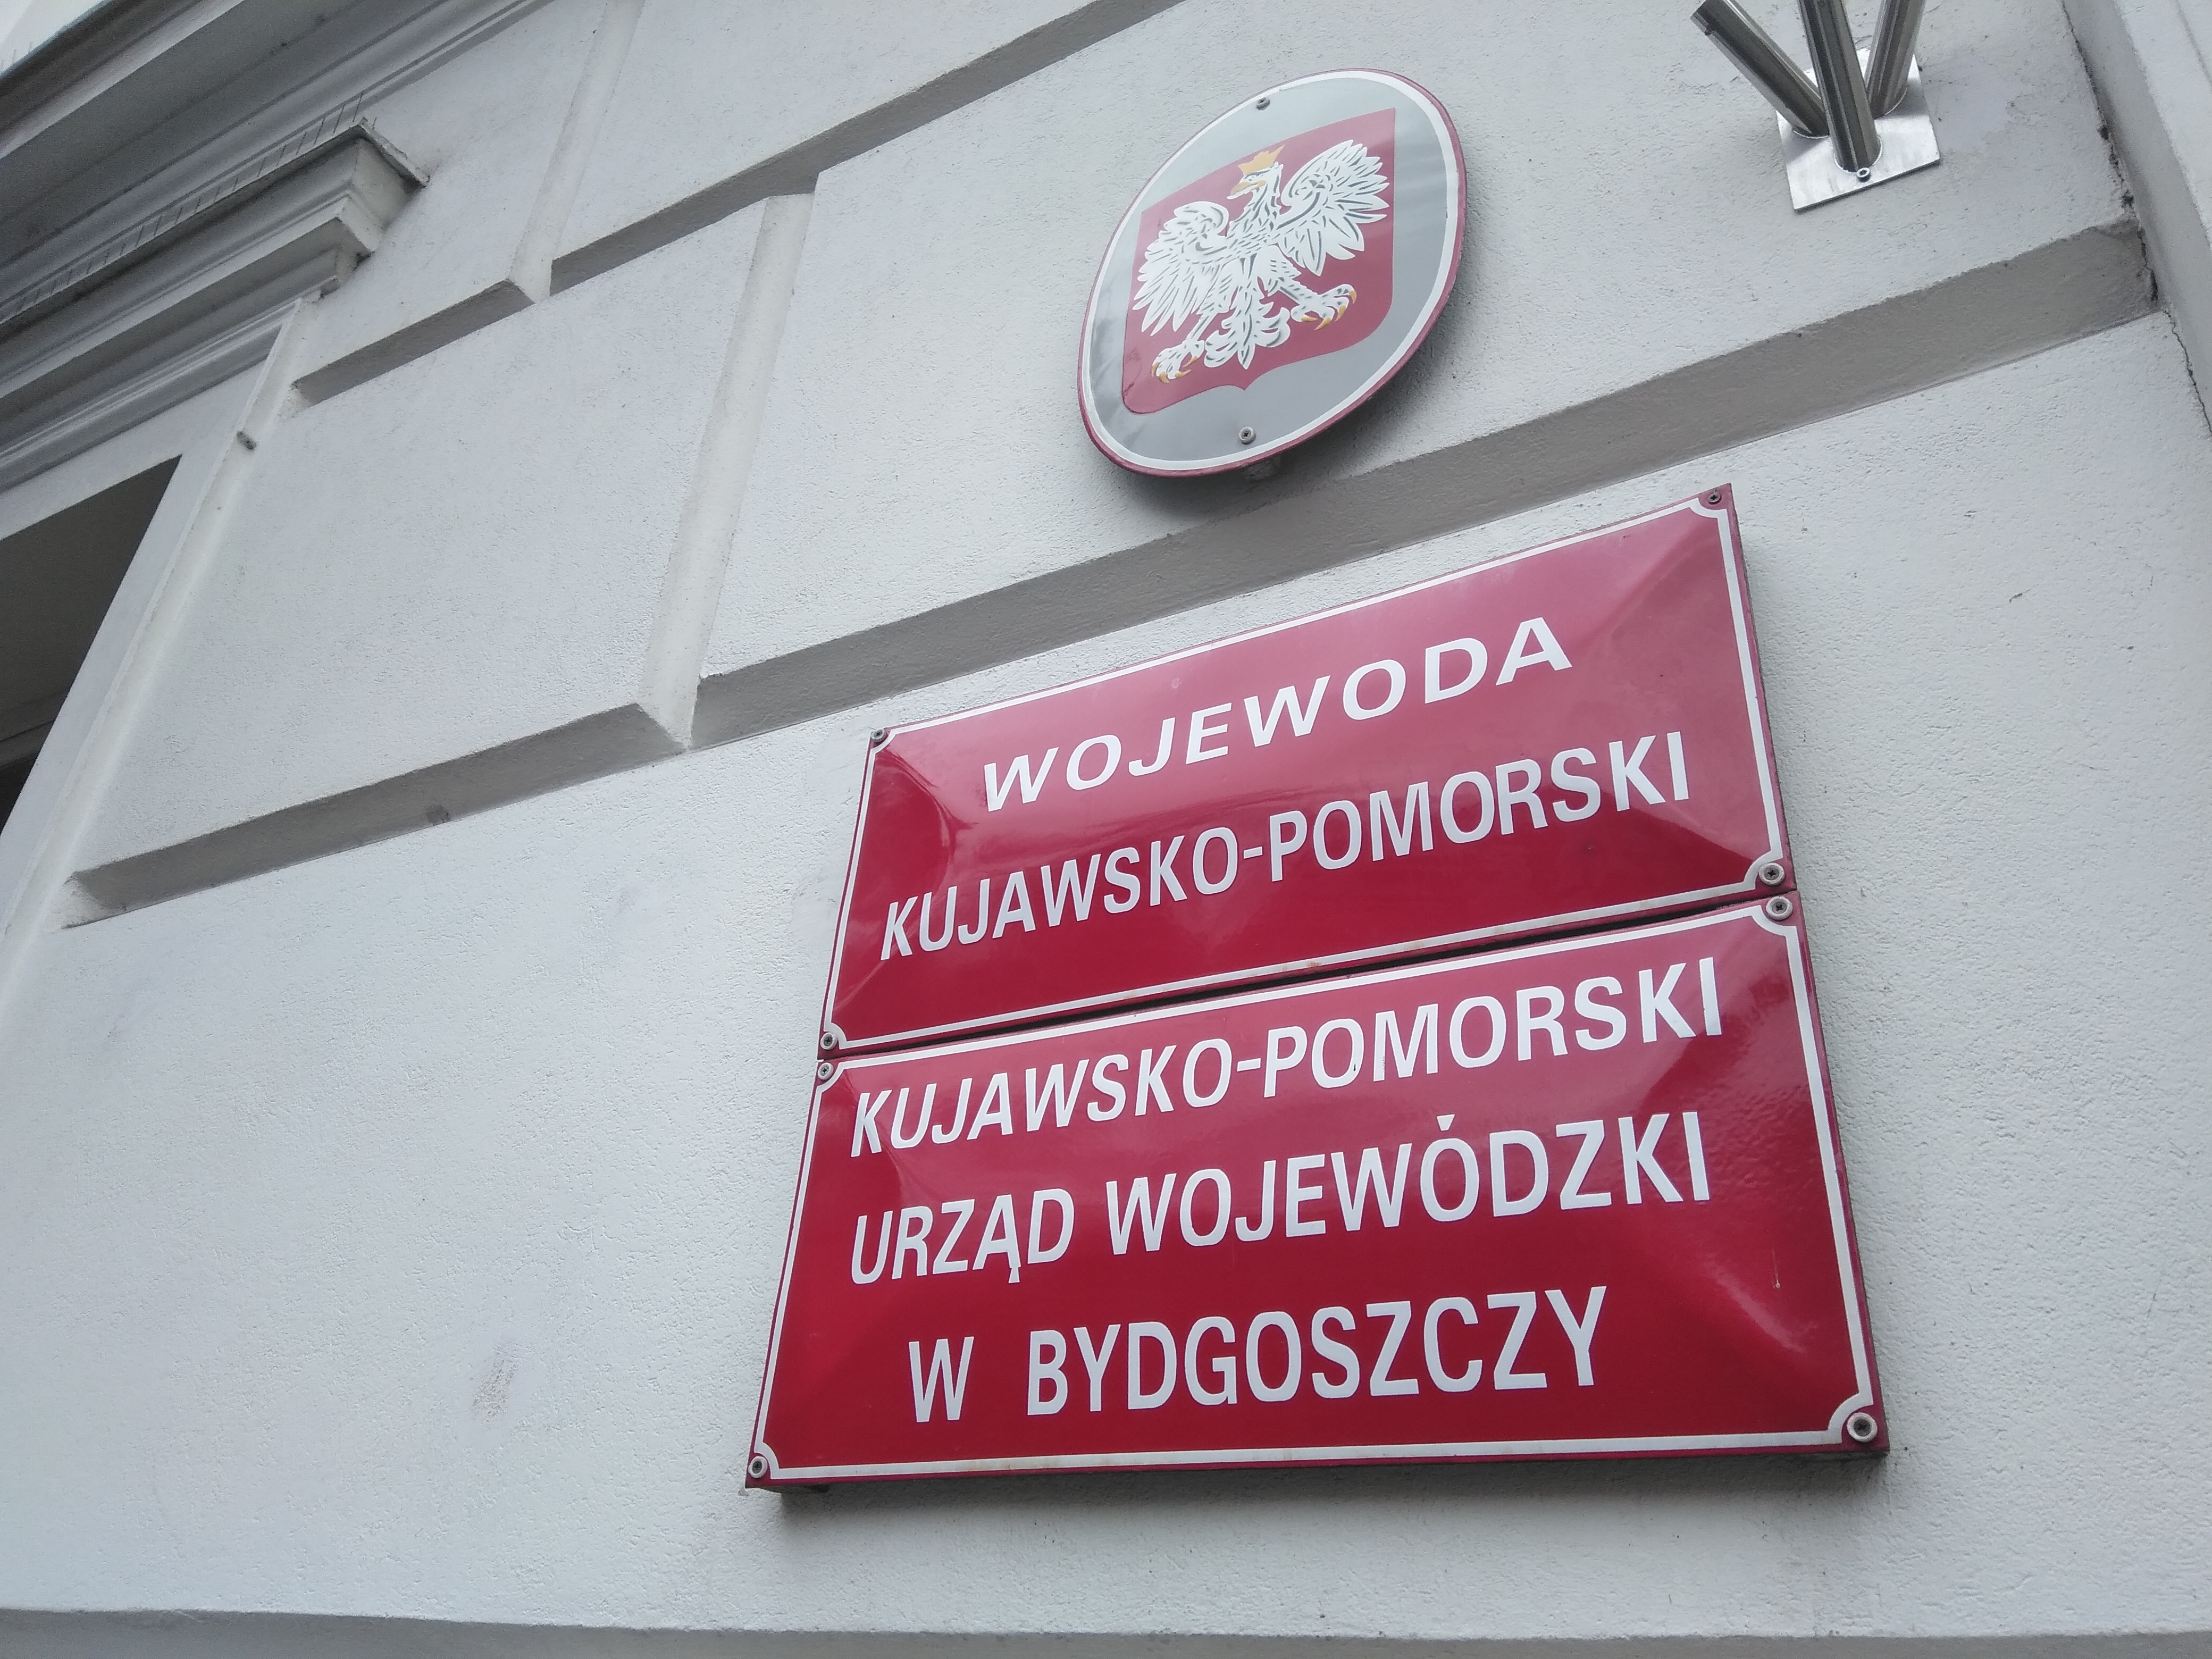 WOJEWODA
KUJAWSKO-POMORSKI
KUJAWSKO-POMORSKI
URZĄD WOJEWÓDZKI
W BYDGOSZCZY